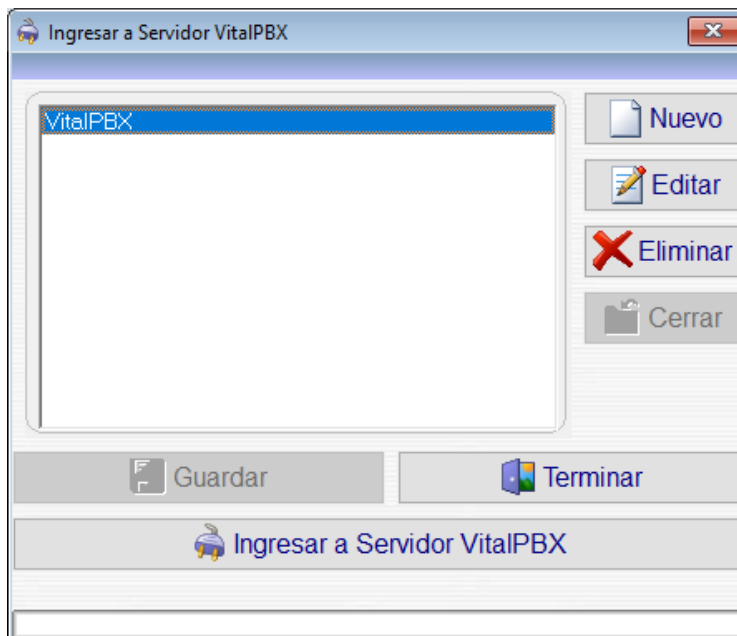 Ingresar a Servidor VitalPBX
VitalPBX
Nuevo
Editar
Eliminar
Cerrar
Guardar
Terminar
Ingresar a Servidor VitalPBX